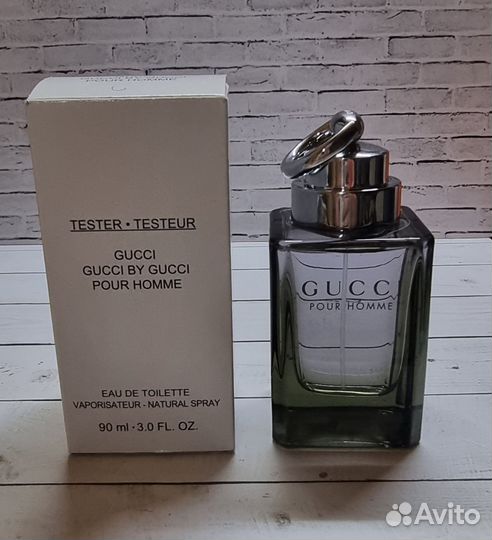 TESTER • TESTEUR
GUCCI
GUCCI BY GUCCI
POUR HOMME
EAU DE TOILETTE
VAPORISATEUR - NATURAL SPRAY
90 ml · 3.0 FL. OZ.
GUCCI
POUR HOMME
Avito